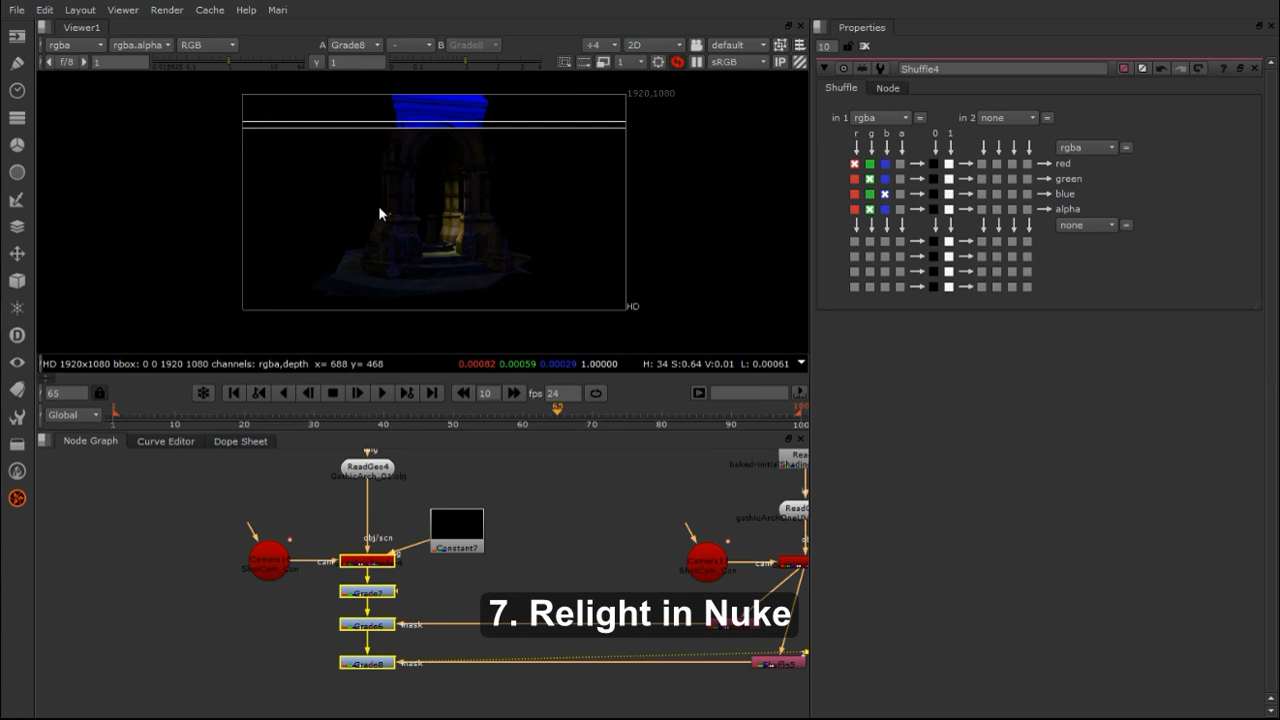 File Edit Layout Viewer Render Cache Help Mari
Viewer1
rgba rgba.alpha RGB A Grade8 - B Grade8 ÷4 2D default
f/8 1 Y 1 1 sRGB IP
1920,1080
HD
HD 1920x1080 bbox: 0 0 1920 1080 channels: rgba,depth x= 688 y= 468 0.00082 0.00059 0.00029 1.00000 H: 34 S:0.64 V:0.01 L: 0.00061
65 10 fps 24
Global 1 10 20 30 40 50 60 65 70 80 90 100
Node Graph Curve Editor Dope Sheet
ReadGeo4
GothicArch_01.obj
obj/scn
Constant7
cam
Grade7
Grade6 mask
Grade8 mask
7. Relight in Nuke
Properties
10
Shuffle4
Shuffle Node
in 1 rgba = in 2 none =
r g b a 0 1
rgba =
red
green
blue
alpha
none =